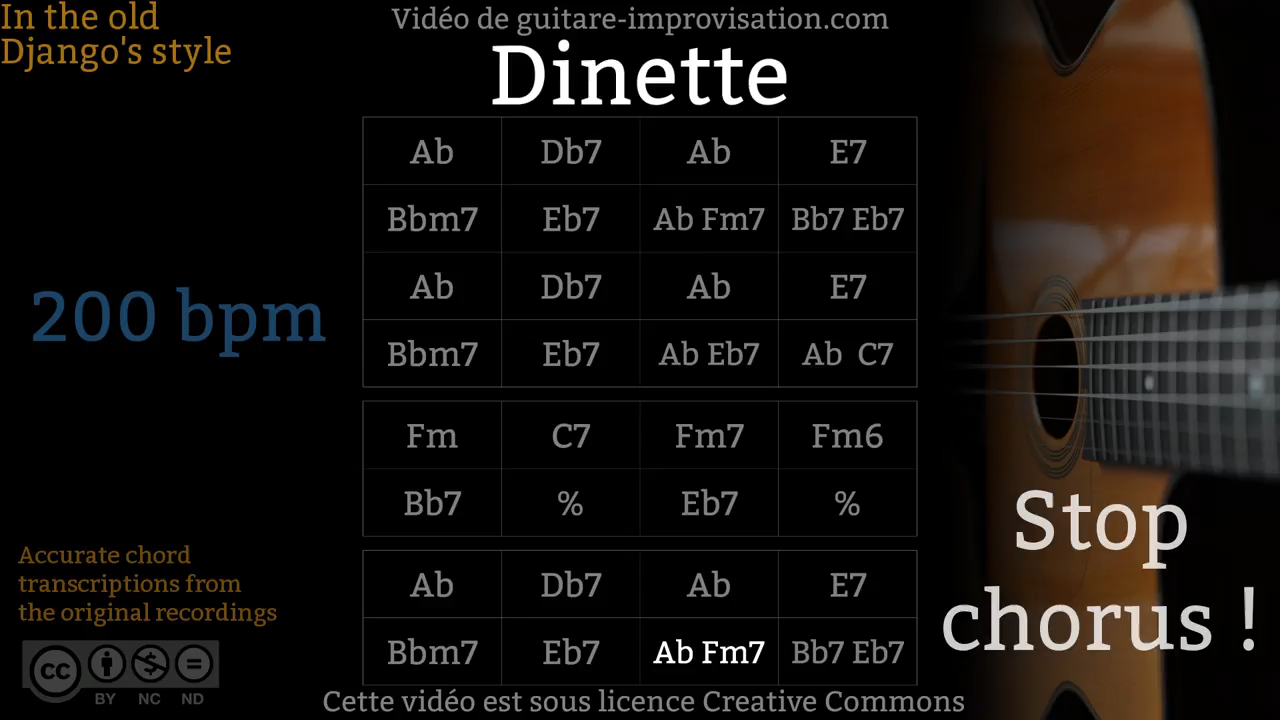 In the old
Django's style
Vidéo de guitare-improvisation.com
Dinette
Ab Db7 Ab E7
Bbm7 Eb7 Ab Fm7 Bb7 Eb7
Ab Db7 Ab E7
Bbm7 Eb7 Ab Eb7 Ab C7
200 bpm
Fm C7 Fm7 Fm6
Bb7 % Eb7 %
Ab Db7 Ab E7
Bbm7 Eb7 Ab Fm7 Bb7 Eb7
Stop
chorus !
Accurate chord
transcriptions from
the original recordings
cc
BY NC ND
Cette vidéo est sous licence Creative Commons